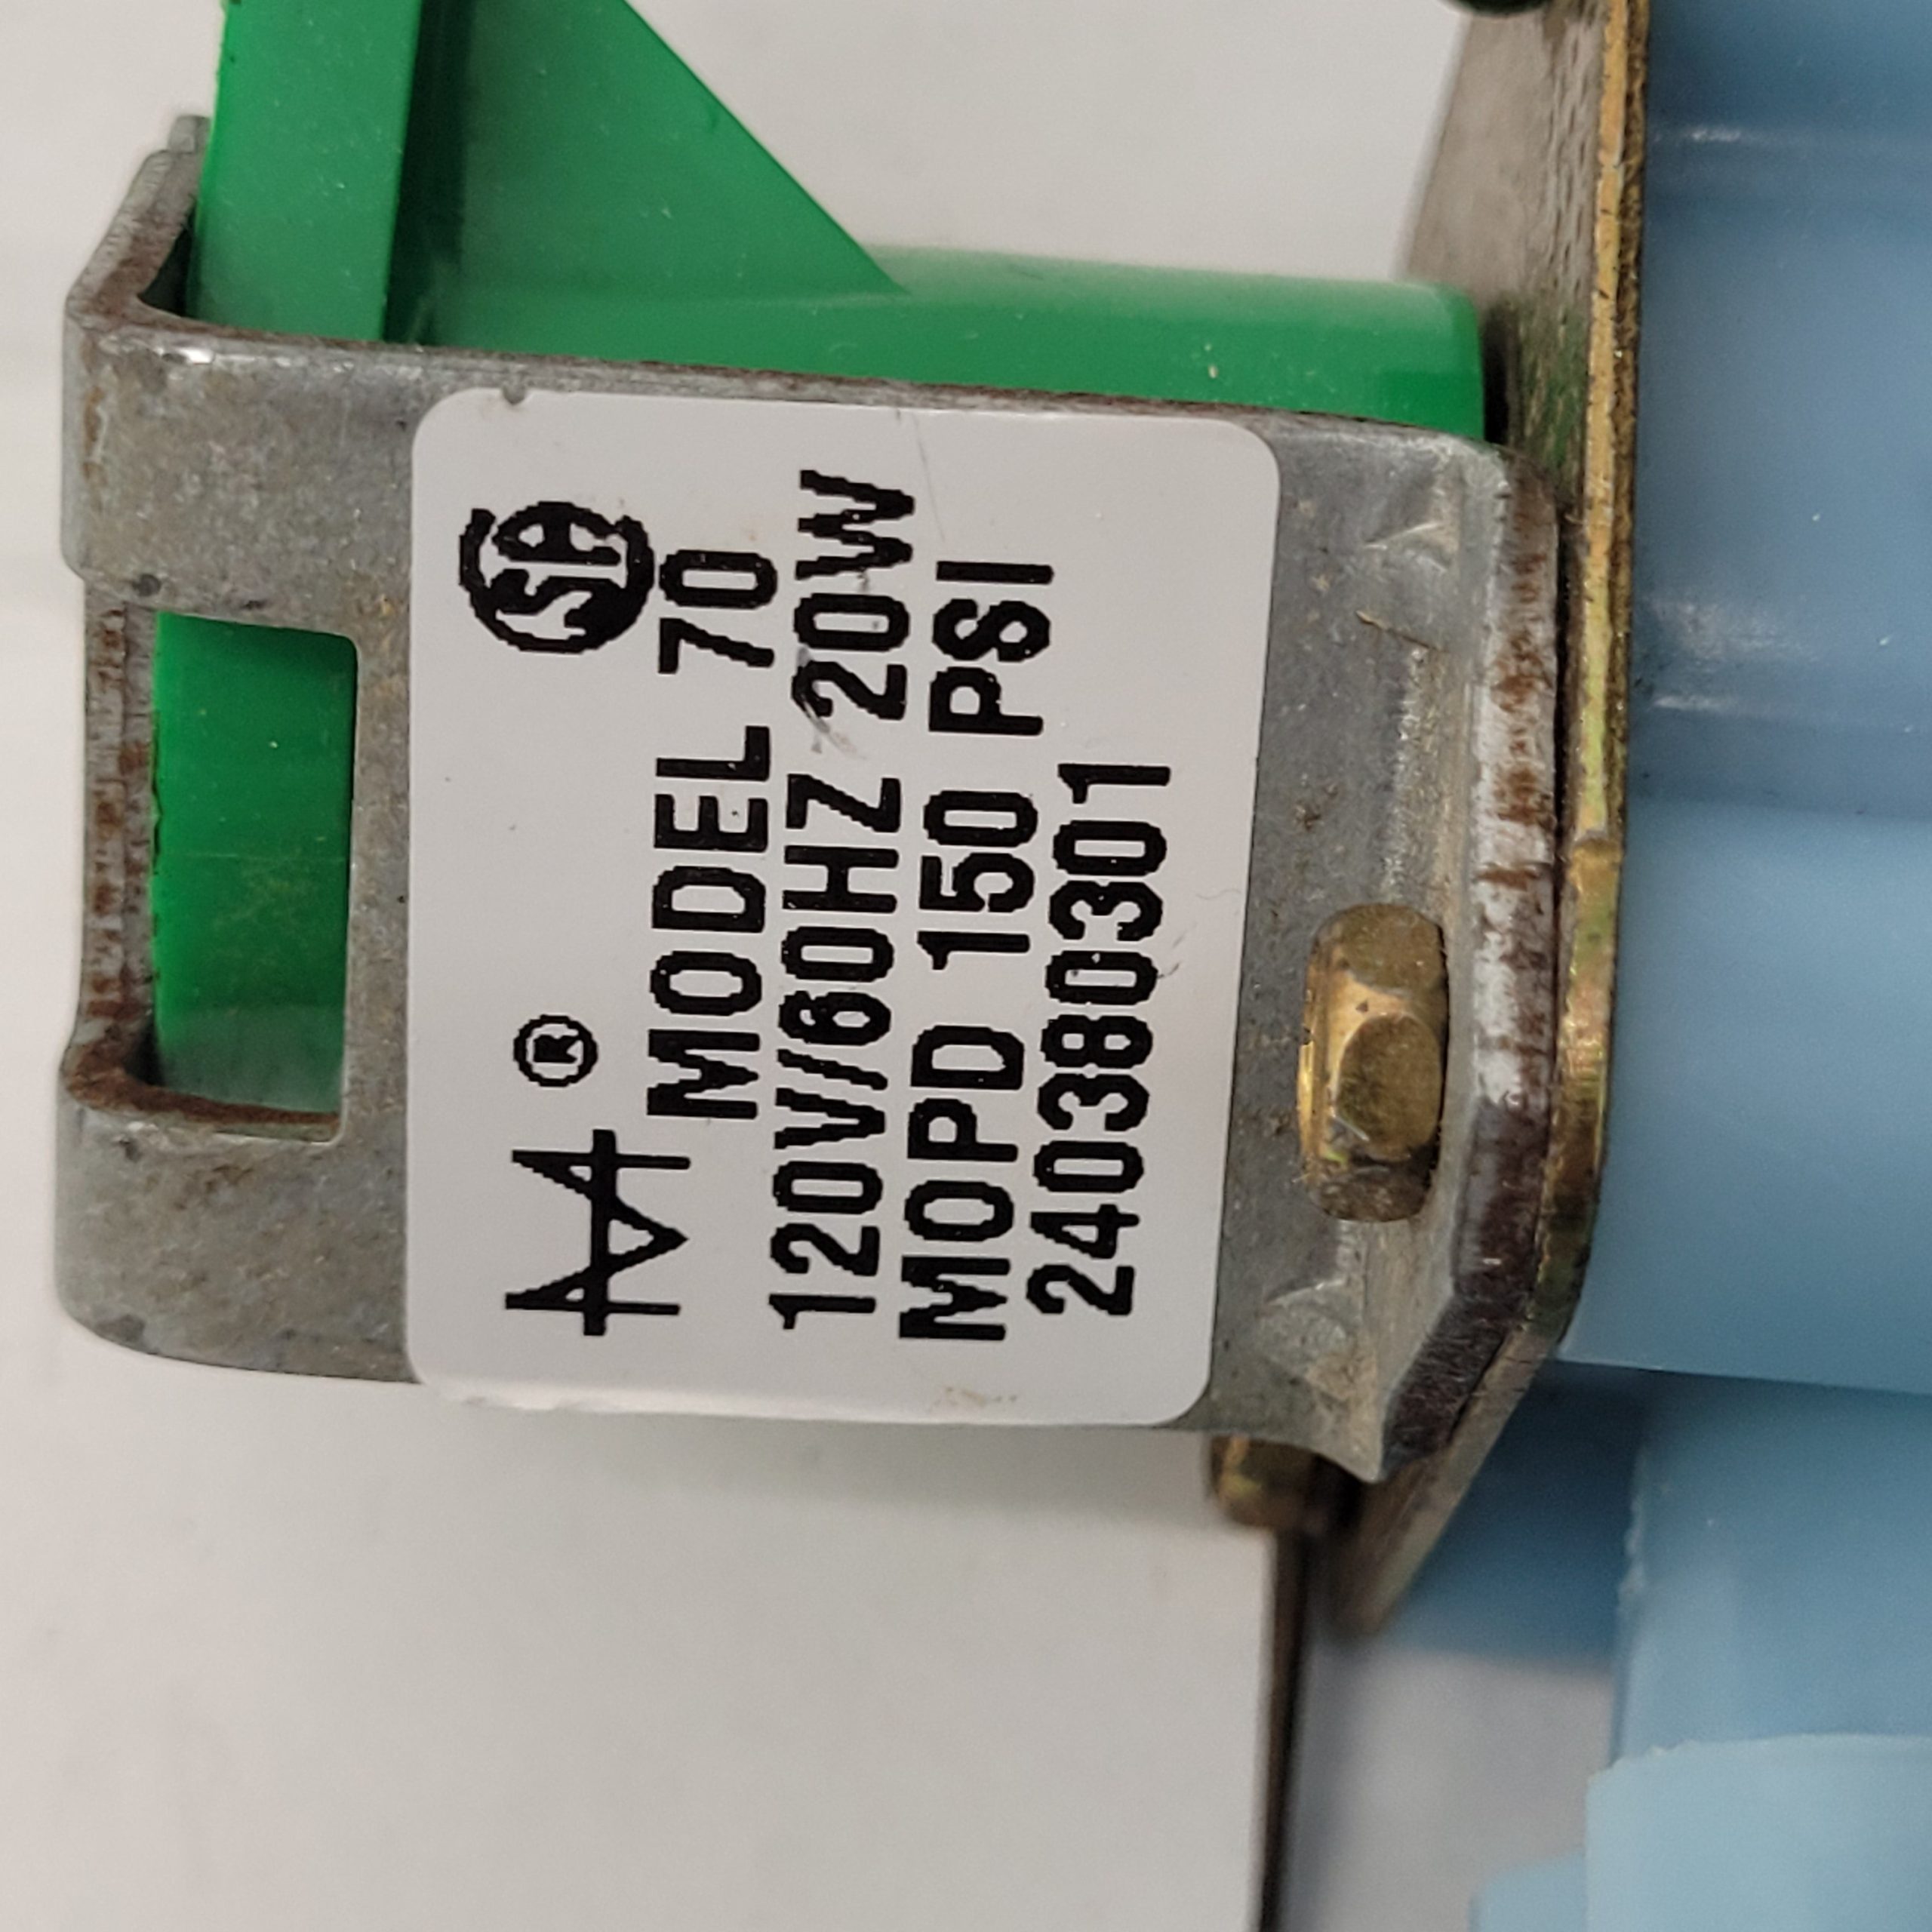 ®
MODEL 70
120V/60HZ 20W
MOPD 150 PSI
240380301